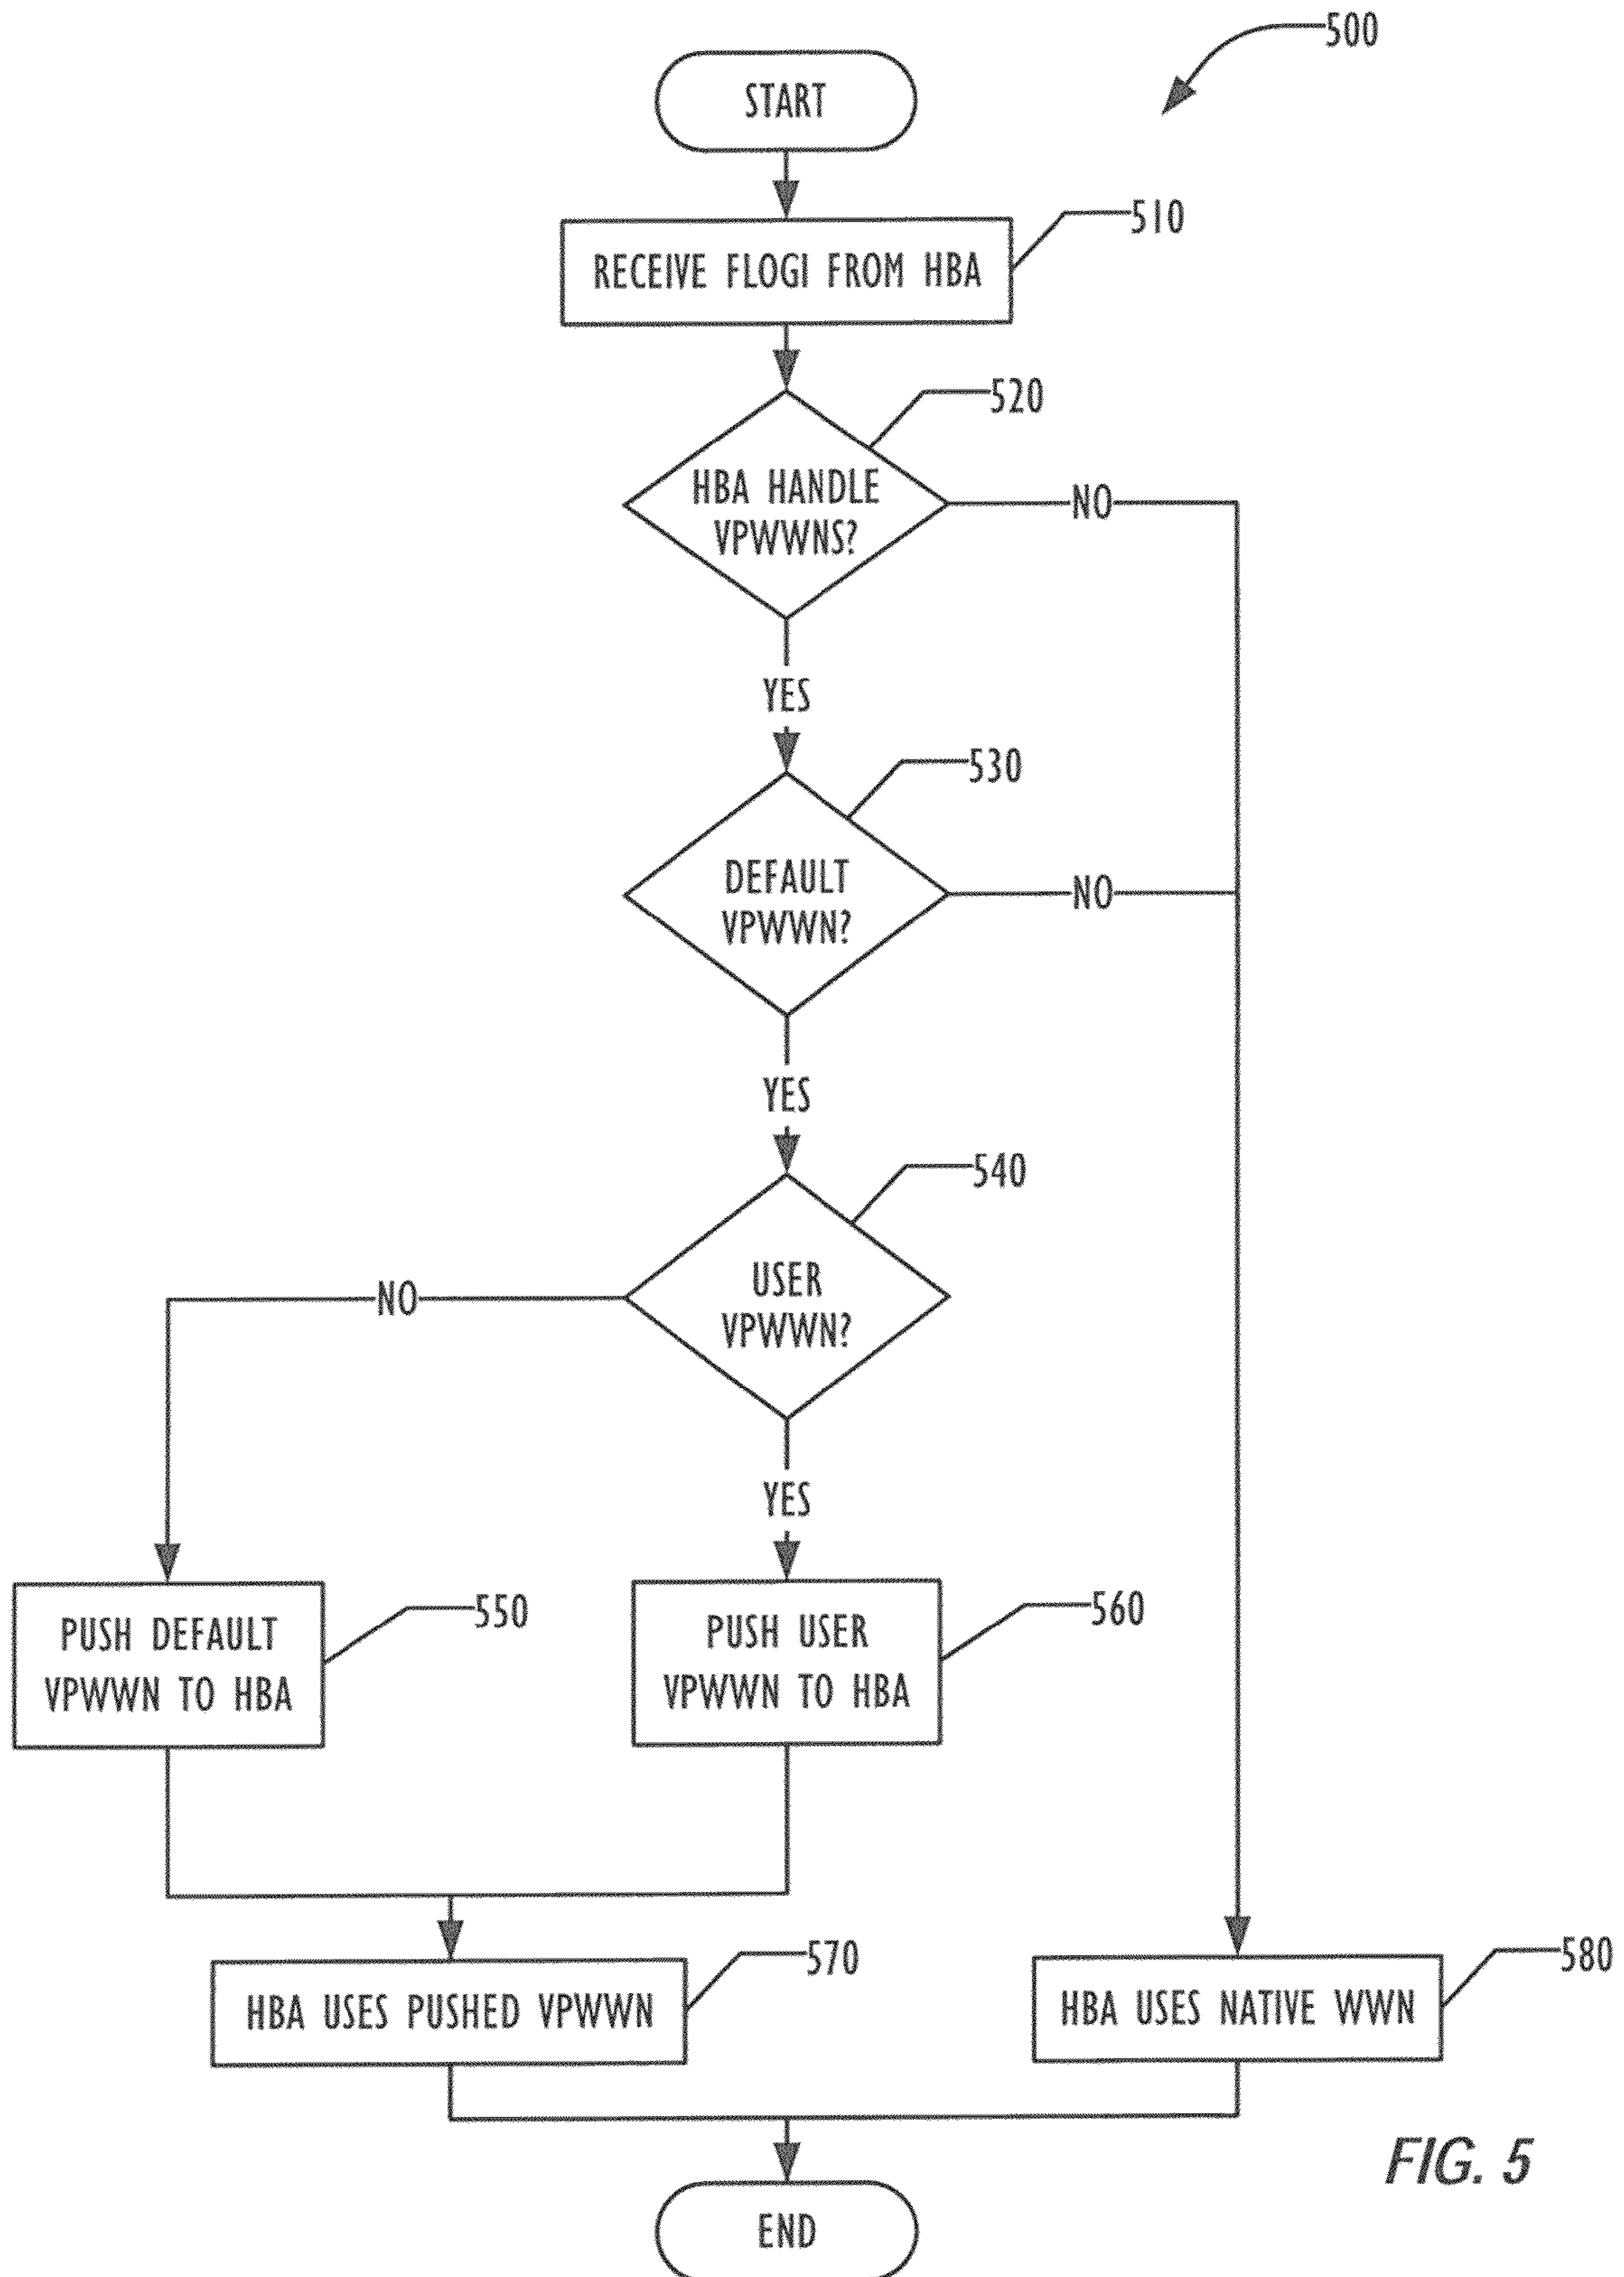 500
START
510
RECEIVE FLOGI FROM HBA
520
HBA HANDLE
VPWWNS?
NO
YES
530
DEFAULT
VPWWN?
NO
YES
540
USER
VPWWN?
NO
YES
550
PUSH DEFAULT
VPWWN TO HBA
560
PUSH USER
VPWWN TO HBA
570
HBA USES PUSHED VPWWN
580
HBA USES NATIVE WWN
FIG. 5
END